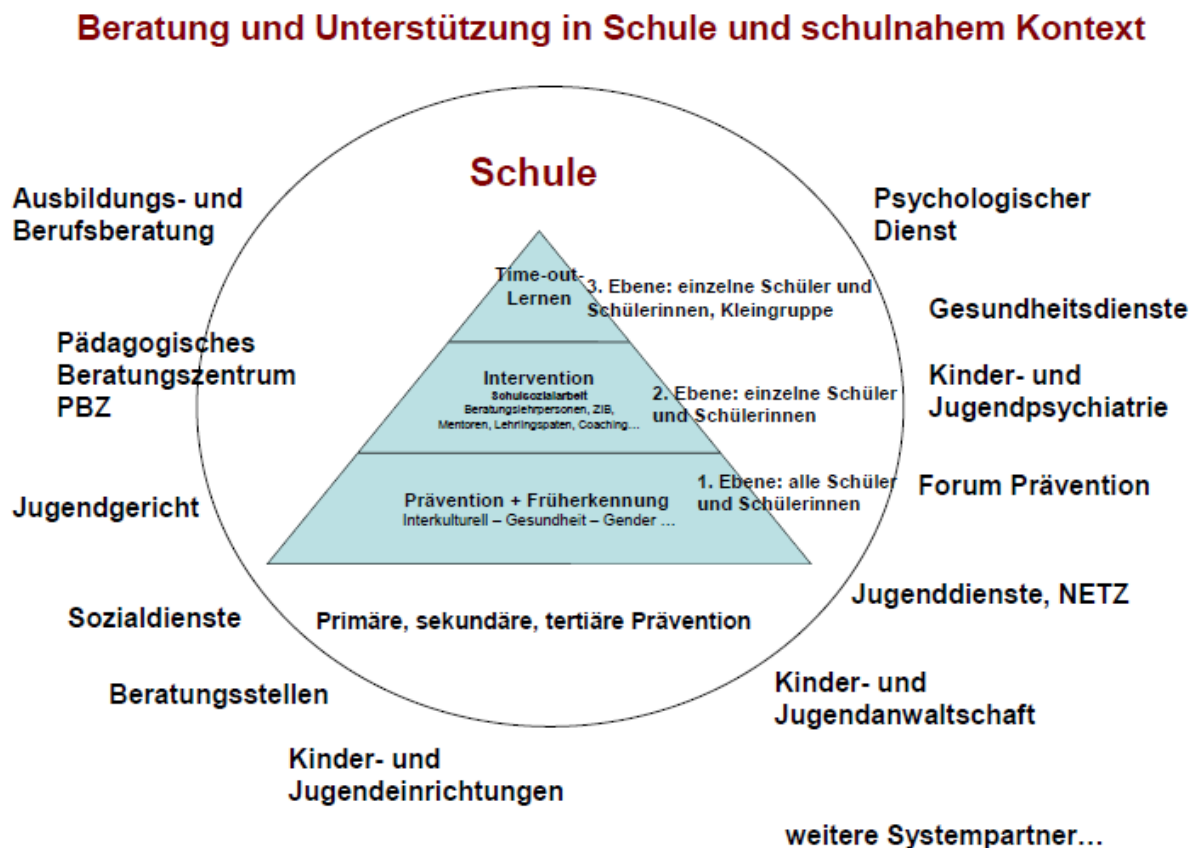 Beratung und Unterstützung in Schule und schulnahem Kontext
Schule
Ausbildungs- und
Berufsberatung
Pädagogisches
Beratungszentrum
PBZ
Jugendgericht
Sozialdienste
Beratungsstellen
Kinder- und
Jugendeinrichtungen
Time-out-
Lernen
3. Ebene: einzelne Schüler und
Schülerinnen, Kleingruppe
Intervention
Schulsozialarbeit
Beratungslehrpersonen, ZIB,
Mentoren, Lehrlingspaten, Coaching…
2. Ebene: einzelne Schüler
und Schülerinnen
Prävention + Früherkennung
Interkulturell – Gesundheit – Gender …
1. Ebene: alle Schüler
und Schülerinnen
Primäre, sekundäre, tertiäre Prävention
Psychologischer
Dienst
Gesundheitsdienste
Kinder- und
Jugendpsychiatrie
Forum Prävention
Jugenddienste, NETZ
Kinder- und
Jugendanwaltschaft
weitere Systempartner…